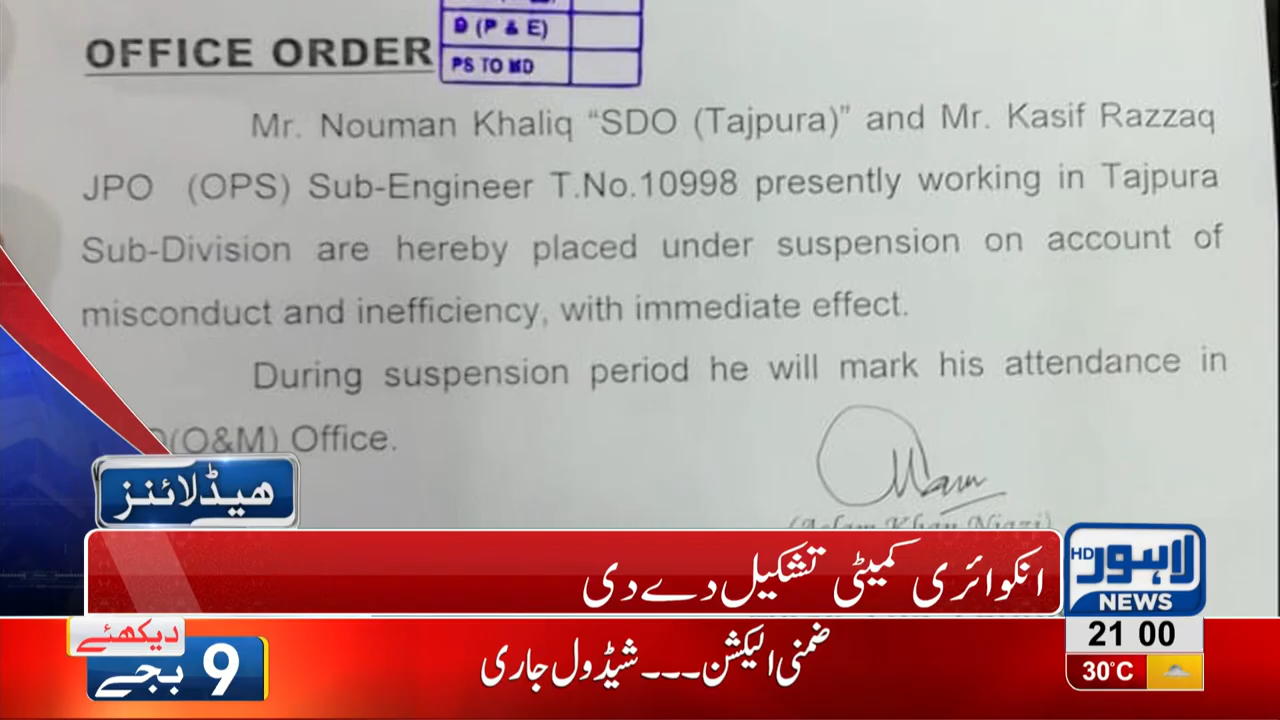 D (P & E)
PS TO MD
OFFICE ORDER
Mr. Nouman Khaliq “SDO (Tajpura)” and Mr. Kasif Razzaq
JPO (OPS) Sub-Engineer T.No.10998 presently working in Tajpura
Sub-Division are hereby placed under suspension on account of
misconduct and inefficiency, with immediate effect.
During suspension period he will mark his attendance in
(O&M) Office.
(Aslam Khan Niazi)
ہیڈلائنز
انکوائری کمیٹی تشکیل دے دی
HD لاہور
NEWS
21 00
30°C
دیکھئے
9 بجے
ضمنی الیکشن۔۔۔شیڈول جاری